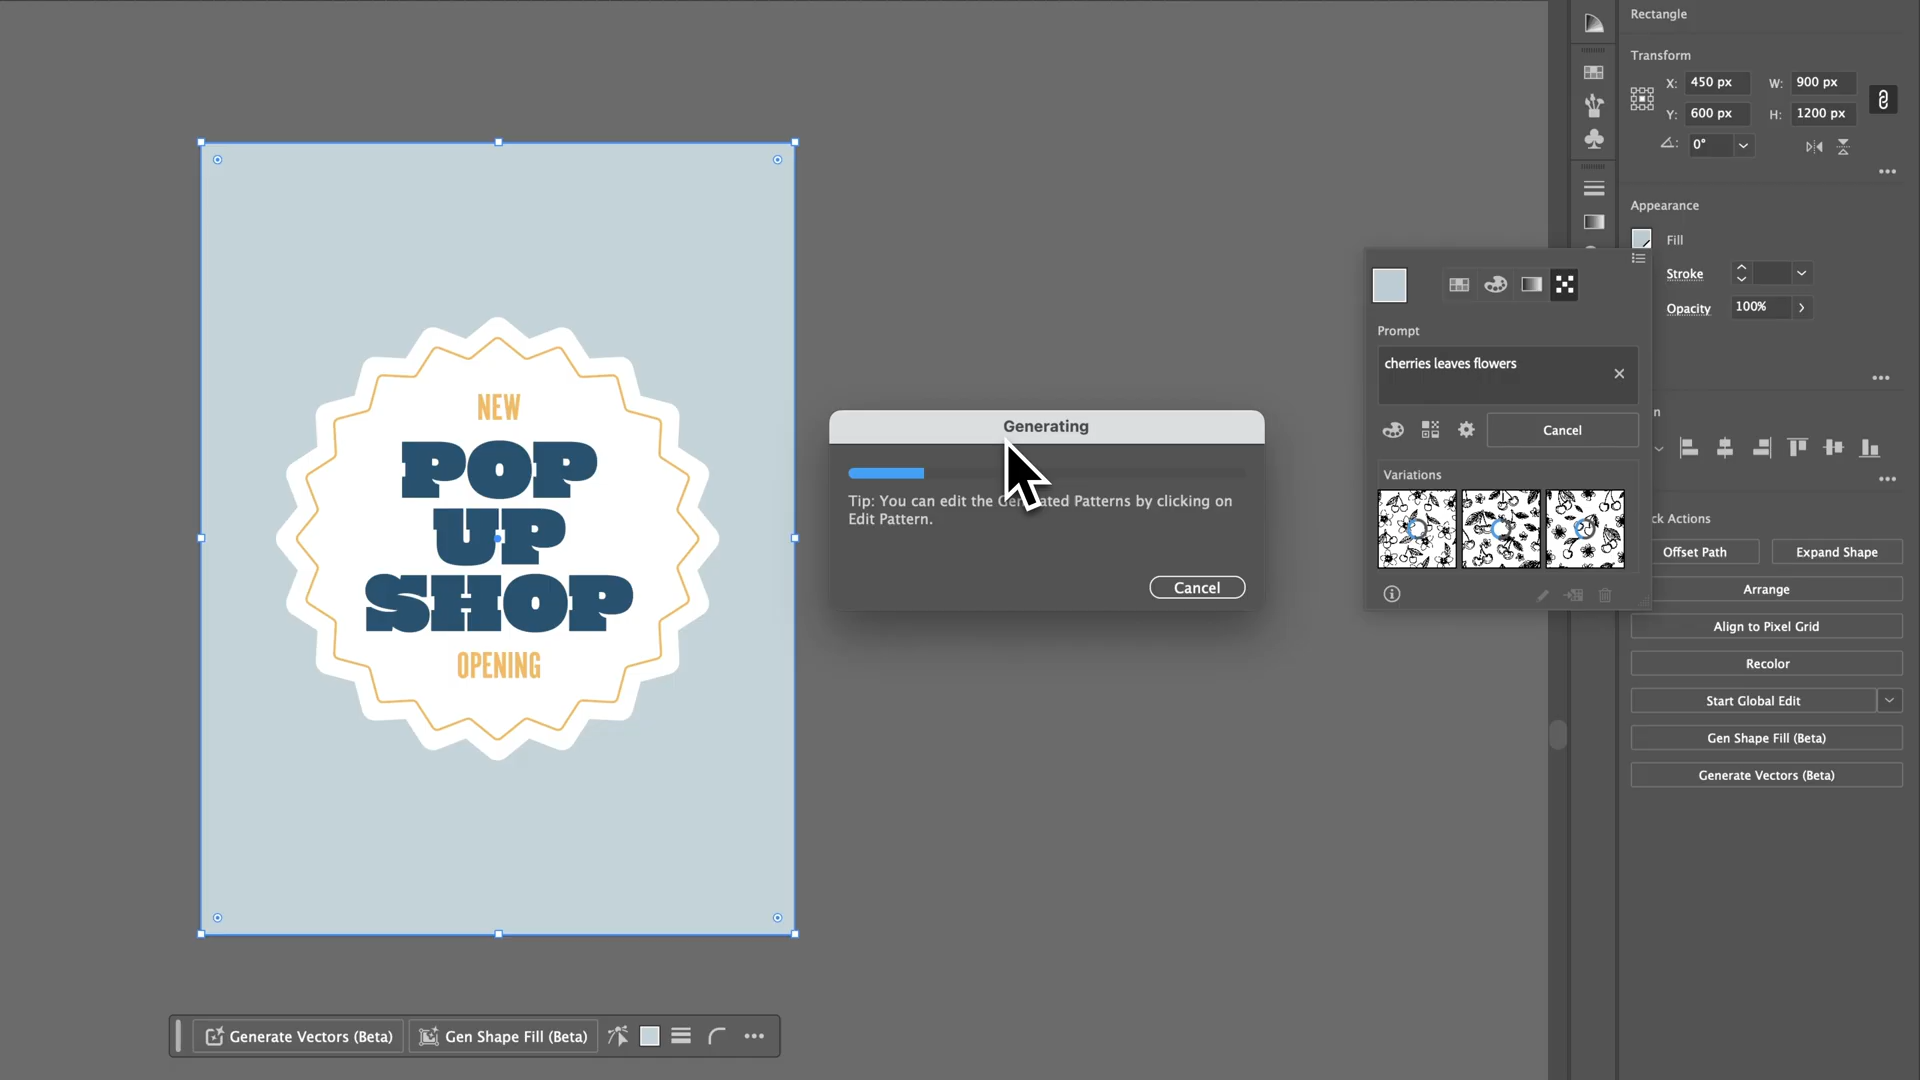 Rectangle
Transform
X: 450 px W: 900 px
Y: 600 px H: 1200 px
0°
Appearance
Fill
Stroke
Opacity 100%
Prompt
cherries leaves flowers
Cancel
Variations
NEW
POP
UP
SHOP
OPENING
Generating
Tip: You can edit the Generated Patterns by clicking on
Edit Pattern.
Cancel
n
ck Actions
Offset Path Expand Shape
Arrange
Align to Pixel Grid
Recolor
Start Global Edit
Gen Shape Fill (Beta)
Generate Vectors (Beta)
Generate Vectors (Beta) Gen Shape Fill (Beta)